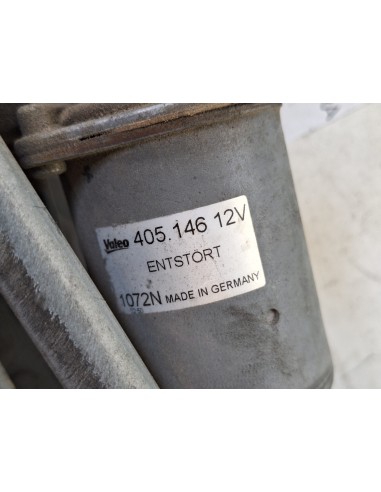 Valeo 405.146 12V
ENTSTÖRT
1072N MADE IN GERMANY